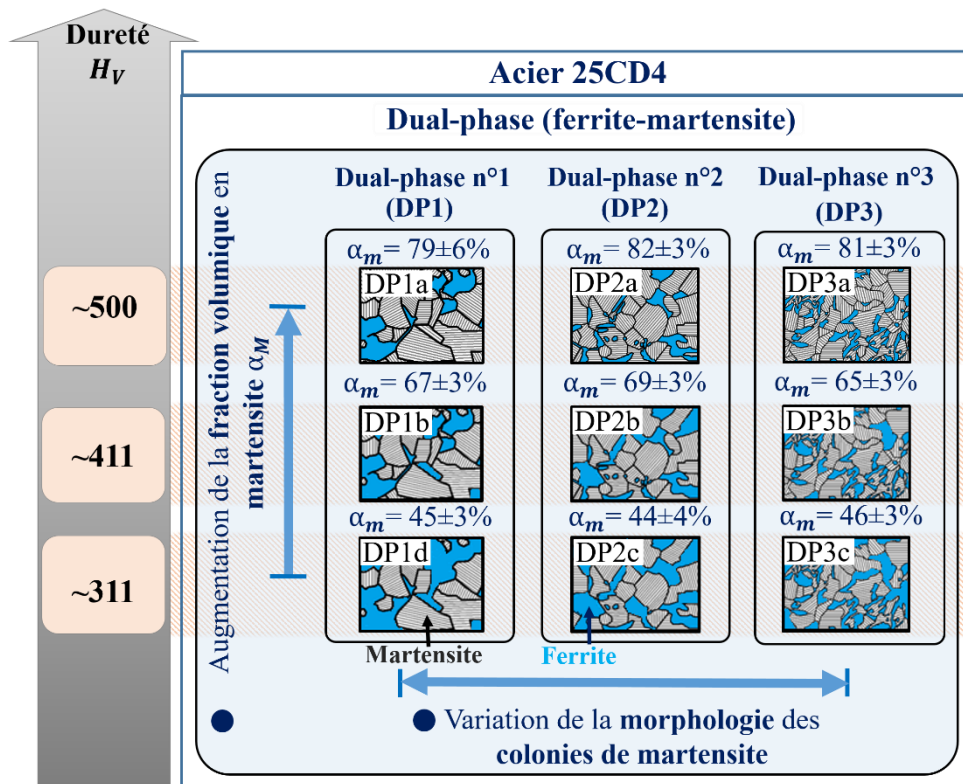 Dureté
H_V
Acier 25CD4
Dual-phase (ferrite-martensite)
Augmentation de la fraction volumique en
martensite α_M
Dual-phase n°1
(DP1)
Dual-phase n°2
(DP2)
Dual-phase n°3
(DP3)
α_m = 79±6%
α_m = 82±3%
α_m = 81±3%
~500
DP1a
DP2a
DP3a
α_m = 67±3%
α_m = 69±3%
α_m = 65±3%
~411
DP1b
DP2b
DP3b
α_m = 45±3%
α_m = 44±4%
α_m = 46±3%
~311
DP1d
DP2c
DP3c
Martensite
Ferrite
● Variation de la morphologie des
colonies de martensite